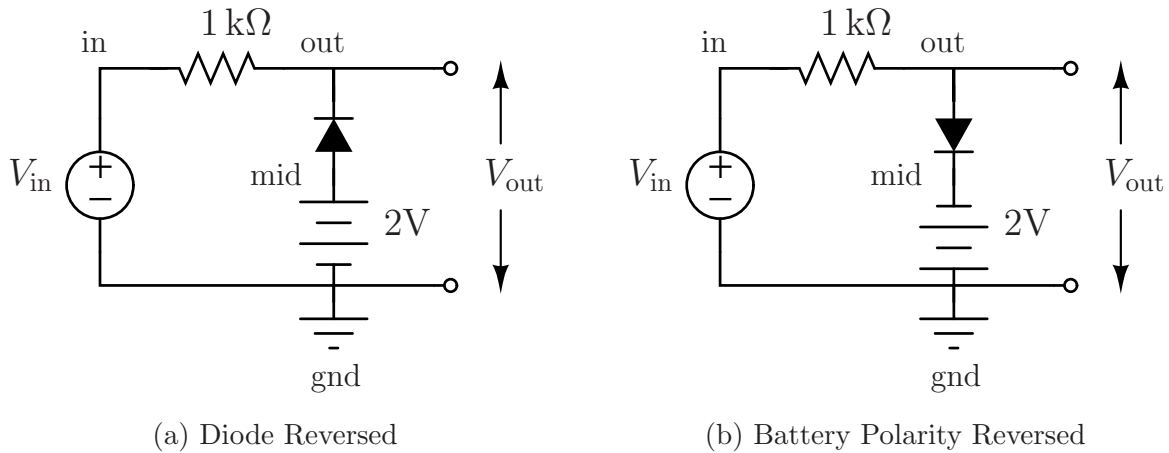 1 kΩ
in
out
+
−
V_in
mid
2V
V_out
gnd
(a) Diode Reversed
1 kΩ
in
out
+
−
V_in
mid
2V
V_out
gnd
(b) Battery Polarity Reversed